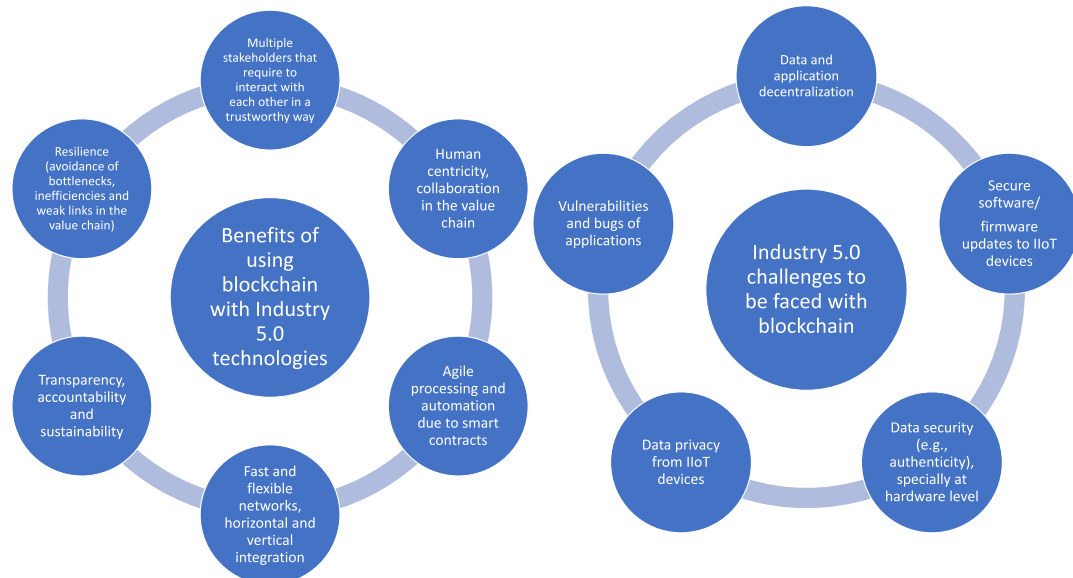 Multiple
stakeholders that
require to
interact with
each other in a
trustworthy way
Human
centricity,
collaboration
in the value
chain
Agile
processing and
automation
due to smart
contracts
Fast and
flexible
networks,
horizontal and
vertical
integration
Transparency,
accountability
and
sustainability
Resilience
(avoidance of
bottlenecks,
inefficiencies and
weak links in the
value chain)
Benefits of
using
blockchain
with Industry
5.0
technologies
Data and
application
decentralization
Secure
software/
firmware
updates to IIoT
devices
Data security
(e.g.,
authenticity),
specially at
hardware level
Data privacy
from IIoT
devices
Vulnerabilities
and bugs of
applications
Industry 5.0
challenges to
be faced with
blockchain